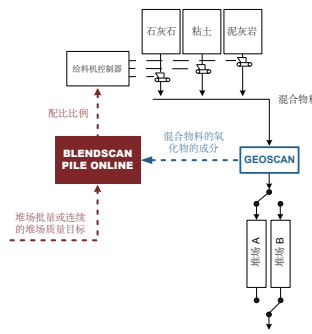 石灰石
粘土
泥灰岩
给料机控制器
混合物料
配比比例
混合物料的氧
化物的成分
BLENDSCAN
PILE ONLINE
GEOSCAN
堆场批量或连续
的堆场质量目标
堆场 A
堆场 B